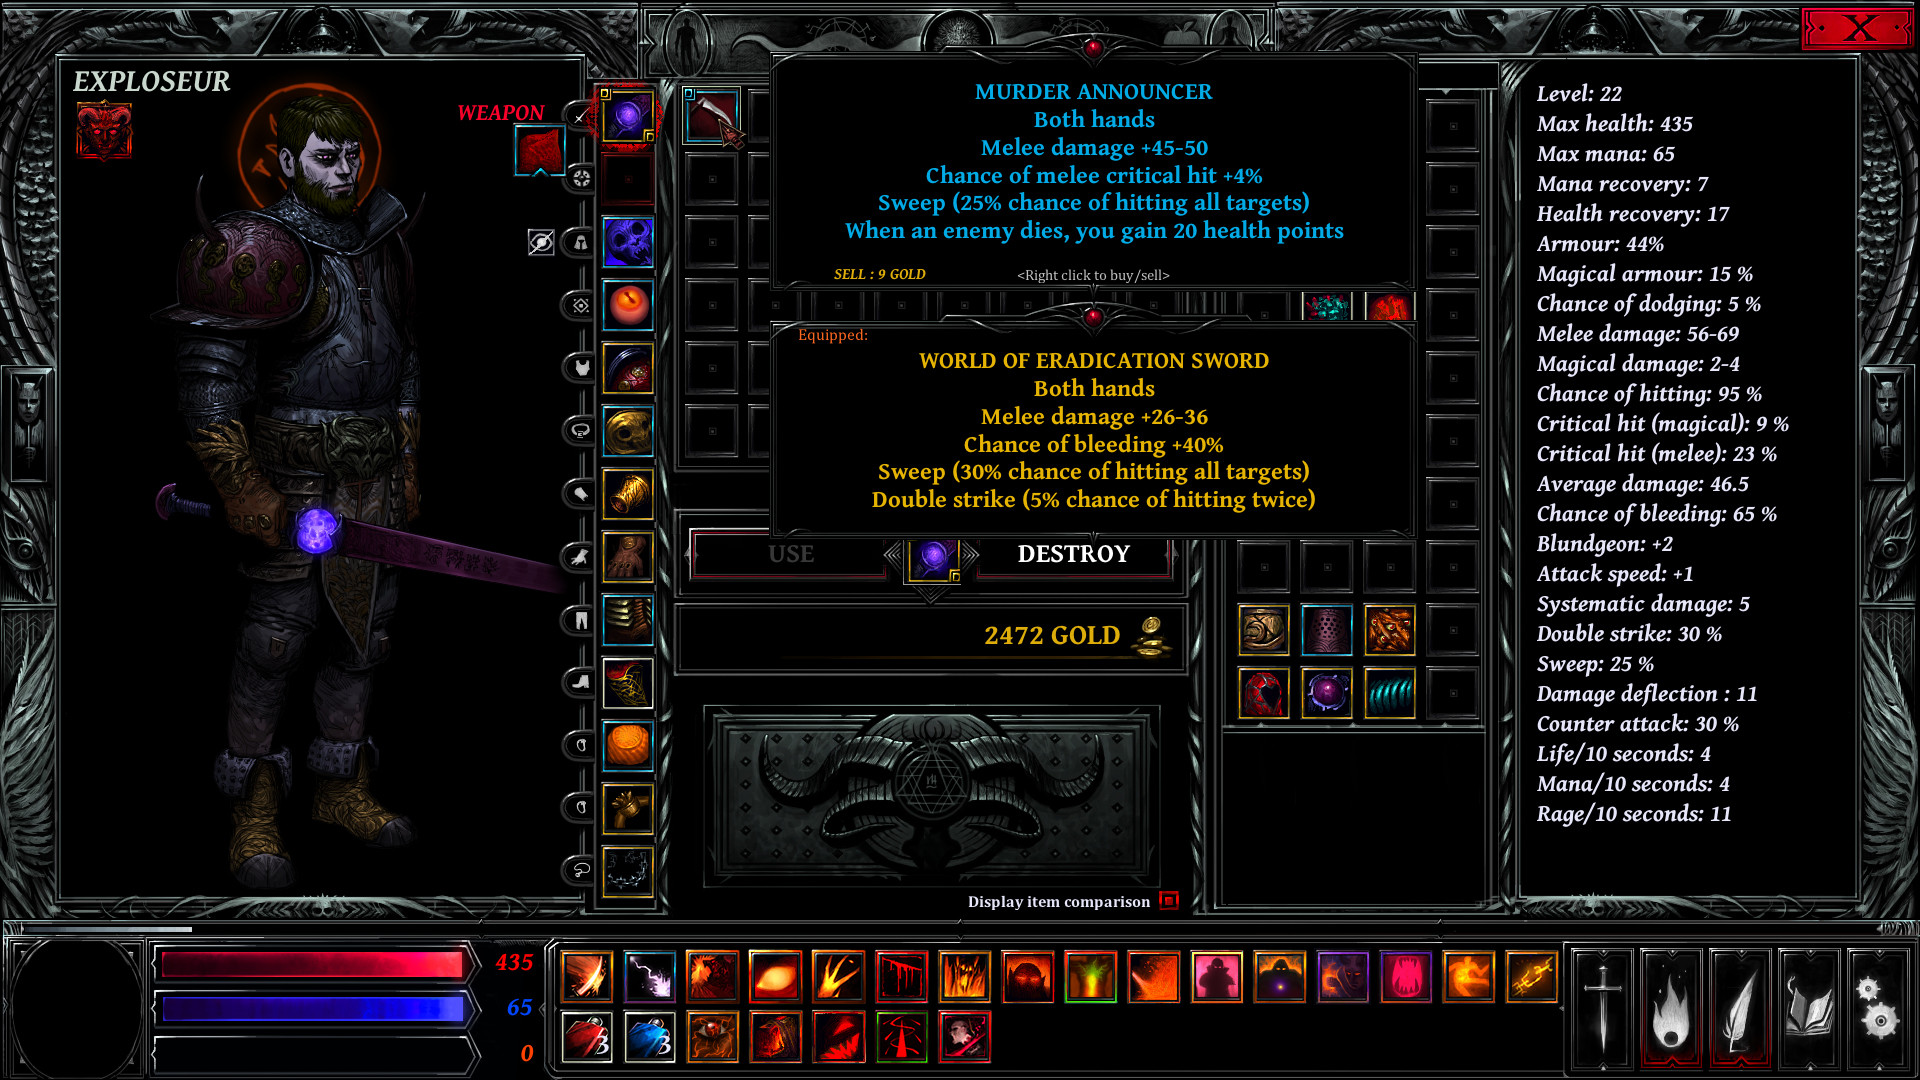 EXPLOSEUR
WEAPON
MURDER ANNOUNCER
Both hands
Melee damage +45-50
Chance of melee critical hit +4%
Sweep (25% chance of hitting all targets)
When an enemy dies, you gain 20 health points
SELL : 9 GOLD
<Right click to buy/sell>
Equipped:
WORLD OF ERADICATION SWORD
Both hands
Melee damage +26-36
Chance of bleeding +40%
Sweep (30% chance of hitting all targets)
Double strike (5% chance of hitting twice)
USE
DESTROY
2472 GOLD
Display item comparison
X
Level: 22
Max health: 435
Max mana: 65
Mana recovery: 7
Health recovery: 17
Armour: 44%
Magical armour: 15 %
Chance of dodging: 5 %
Melee damage: 56-69
Magical damage: 2-4
Chance of hitting: 95 %
Critical hit (magical): 9 %
Critical hit (melee): 23 %
Average damage: 46.5
Chance of bleeding: 65 %
Blundgeon: +2
Attack speed: +1
Systematic damage: 5
Double strike: 30 %
Sweep: 25 %
Damage deflection : 11
Counter attack: 30 %
Life/10 seconds: 4
Mana/10 seconds: 4
Rage/10 seconds: 11
435
65
0
3
3